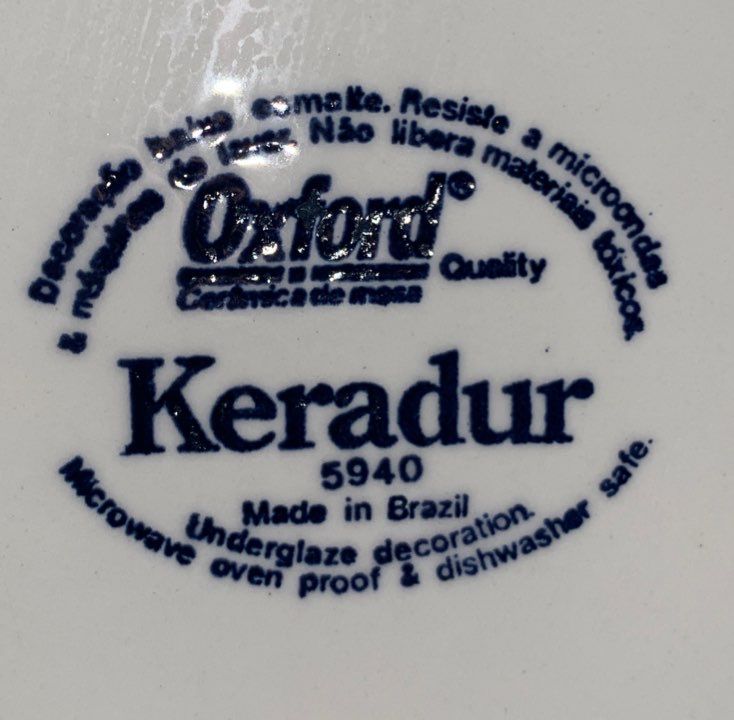 Decoração baixo esmalte. Resiste a microondas
& máquinas de lavar. Não libera materiais tóxicos.
Oxford®
Cerâmica de mesa
Quality
Keradur
5940
Made in Brazil
Underglaze decoration.
Microwave oven proof & dishwasher safe.